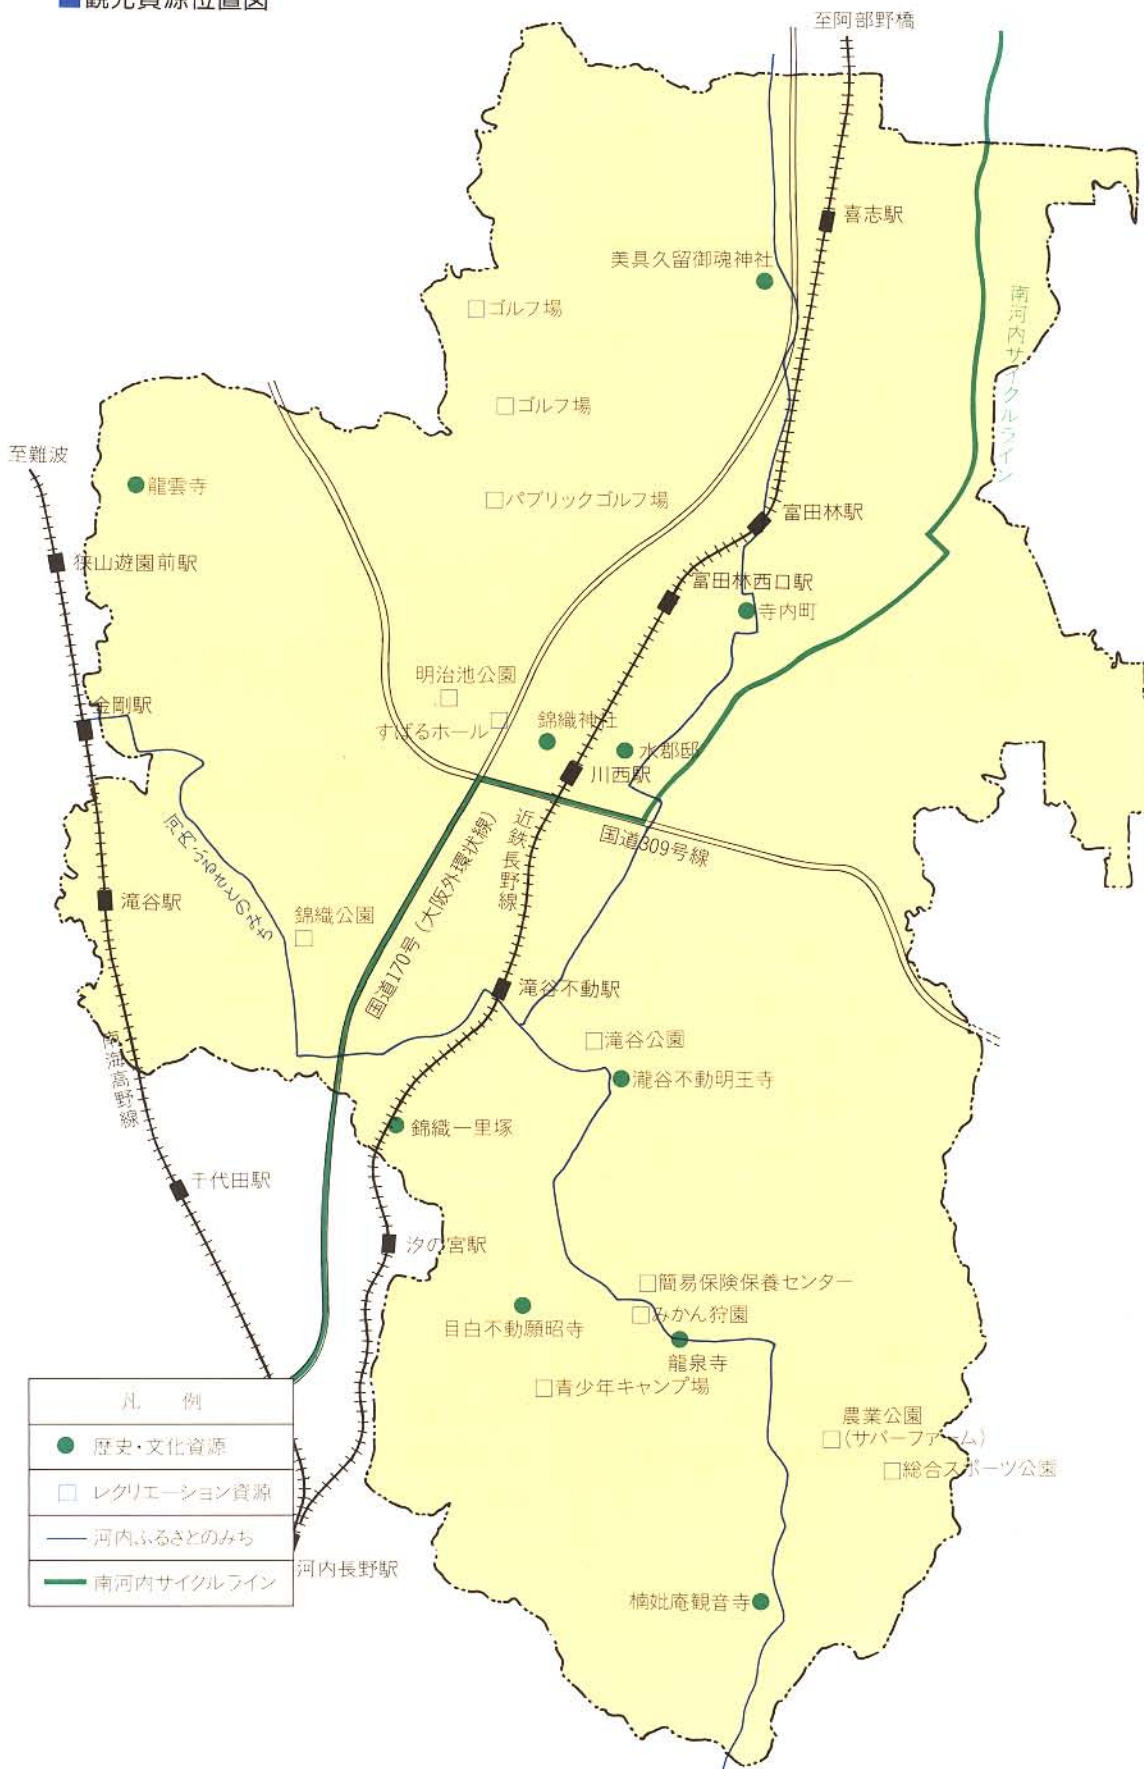 ■観光資源位置図
至阿部野橋
喜志駅
美具久留御魂神社
□ゴルフ場
南河内サイクルライン
□ゴルフ場
至難波
龍雲寺
□パブリックゴルフ場
富田林駅
狭山遊園前駅
富田林西口駅
寺内町
明治池公園
金剛駅
すばるホール
錦織神社
水郡邸
川西駅
国道309号線
近鉄長野線
国道170号(大阪外環状線)
河内ふるさとのみち
滝谷駅
錦織公園
滝谷不動駅
□滝谷公園
南海高野線
瀧谷不動明王寺
錦織一里塚
千代田駅
汐の宮駅
□簡易保険保養センター
□みかん狩園
目白不動願昭寺
龍泉寺
□青少年キャンプ場
農業公園
□(サバーファーム)
□総合スポーツ公園
凡 例
歴史・文化資源
レクリエーション資源
河内ふるさとのみち
南河内サイクルライン
河内長野駅
楠妣庵観音寺